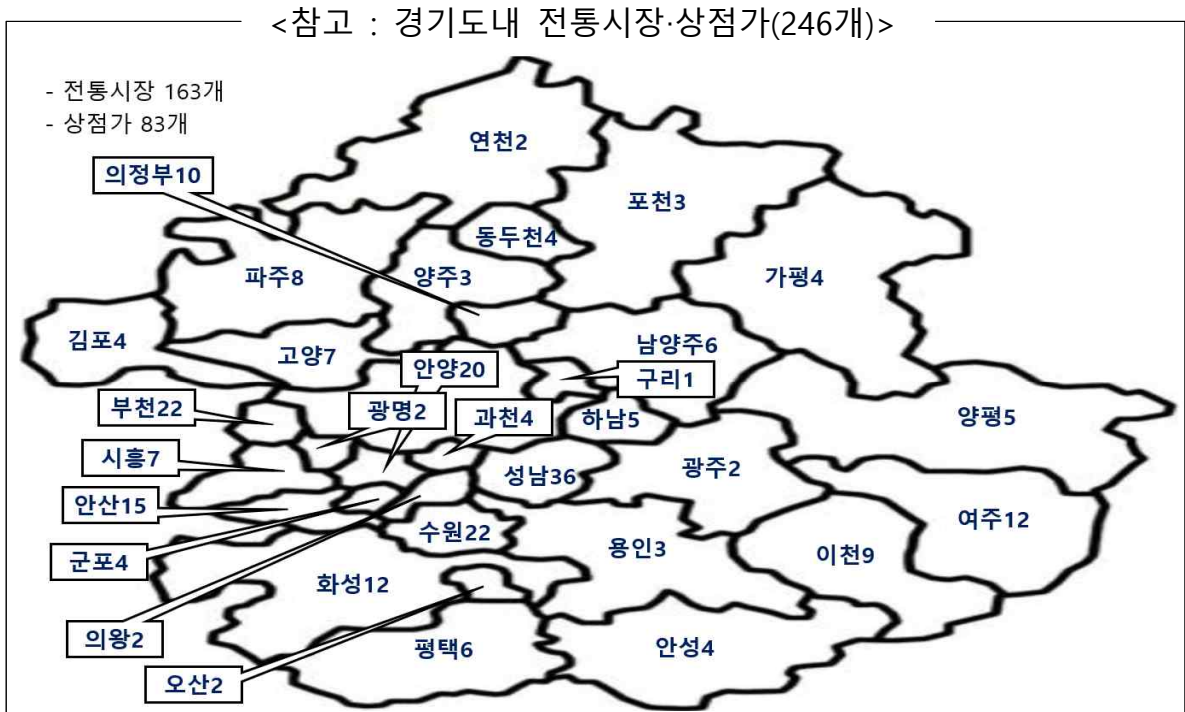 <참고 : 경기도내 전통시장·상점가(246개)>
- 전통시장 163개
- 상점가 83개
연천2
의정부10
포천3
동두천4
파주8
양주3
가평4
김포4
고양7
남양주6
안양20
구리1
부천22
광명2
과천4
하남5
양평5
시흥7
성남36
광주2
안산15
수원22
용인3
여주12
군포4
화성12
이천9
의왕2
평택6
안성4
오산2